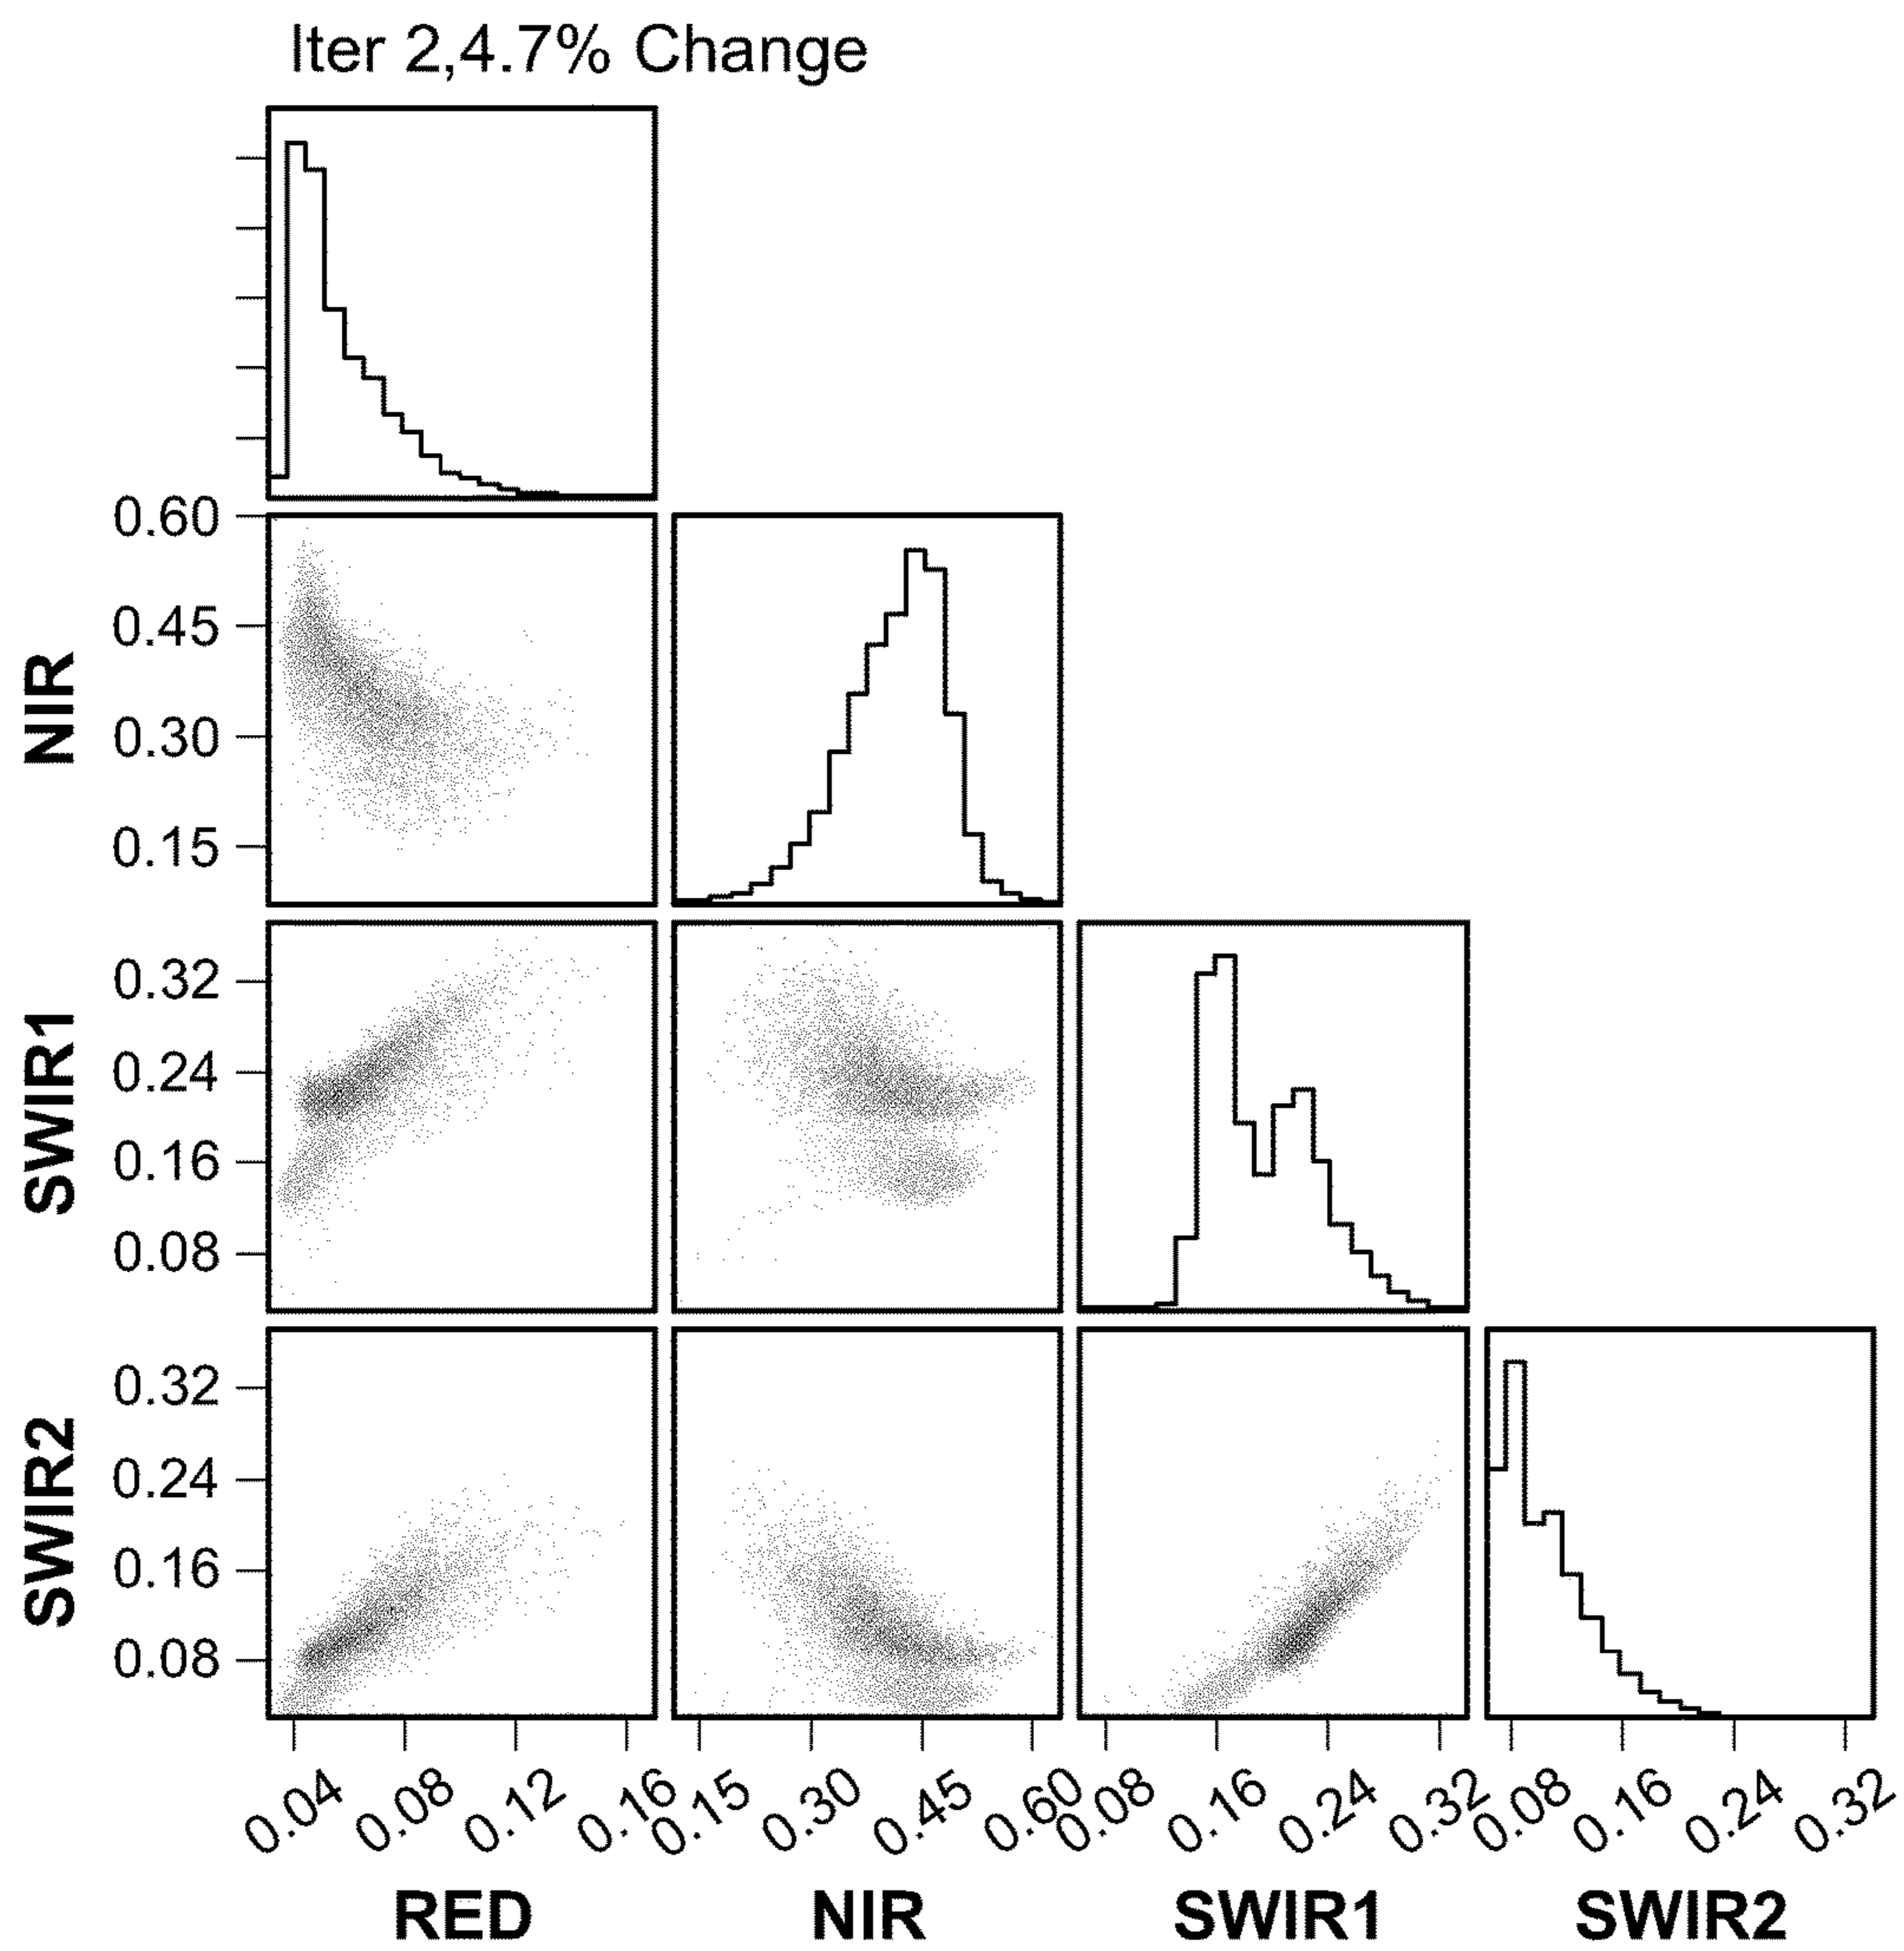 Iter 2,4.7% Change
0.60
0.45
0.30
0.15
NIR
0.32
0.24
0.16
0.08
SWIR1
0.32
0.24
0.16
0.08
SWIR2
0.04 0.08 0.12 0.16 0.15 0.30 0.45 0.60 0.08 0.16 0.24 0.32 0.08 0.16 0.24 0.32
RED NIR SWIR1 SWIR2